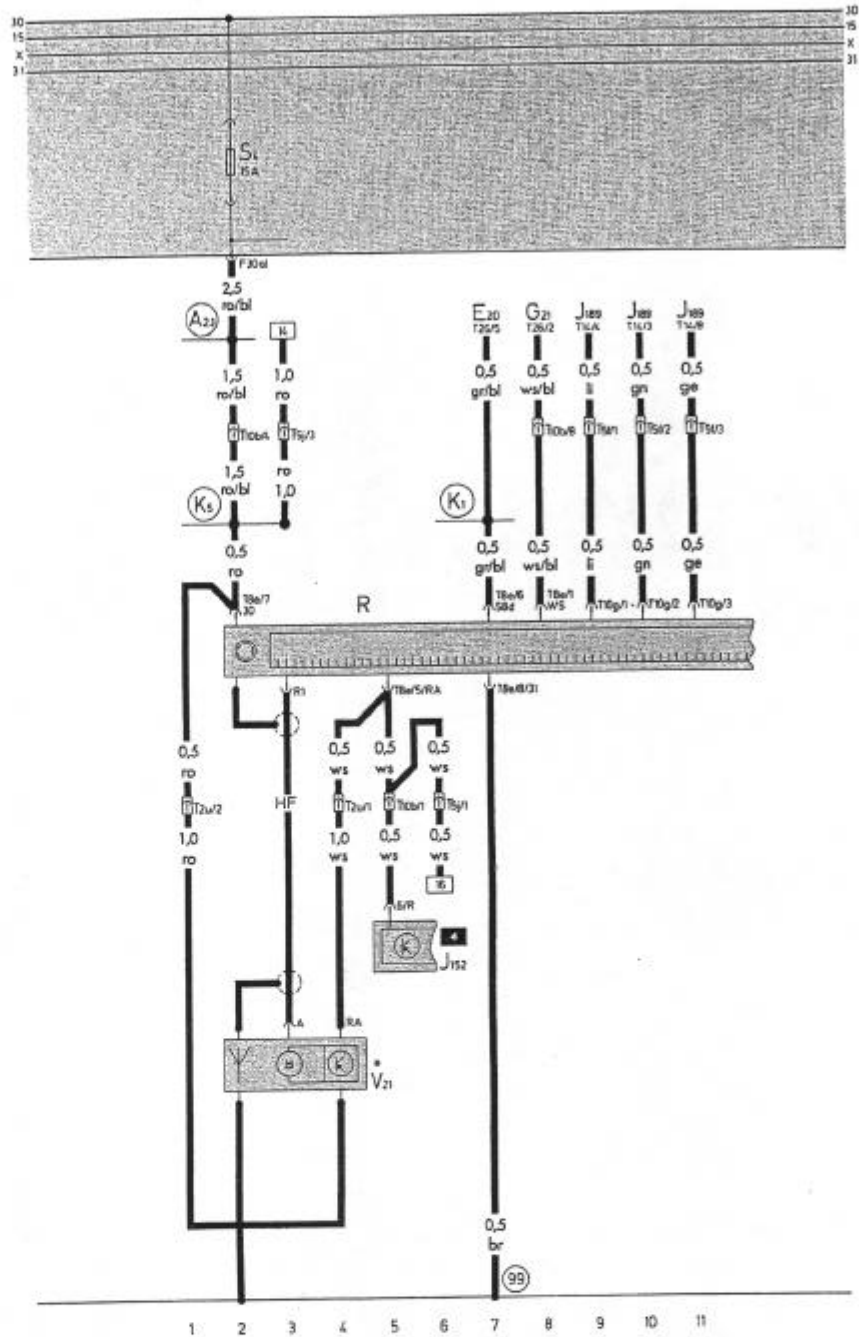 30 30
15 15
X X
31 31
S4
15A
2,5
ro/bl
E20 G21 J189 J189 J189
T26/5 T26/2 T14/4 T14/3 T14/8
14
1,5 1,0 0,5 0,5 0,5 0,5 0,5
ro/bl ro gr/bl ws/bl li gn ge
T10b/4 T5j/3 T10b/8 T5t/1 T5t/2 T5t/3
1,5 ro
ro/bl 1,0
K5 K1
0,5 0,5 0,5 0,5 0,5 0,5
ro gr/bl ws/bl li gn ge
T8e/7 T8e/6 T8e/1
30 WS T10g/1 T10g/2 T10g/3
R
R1 T8e/5/RA T8e/8/31
0,5 0,5 0,5 0,5
ro ws ws ws
HF
T2u/2 T2u/1 T10b/1 T5j/1
1,0 1,0 0,5 0,5
ro ws ws ws
16
6/R
K 4
J152
A RA
K *
V21
0,5
br
99
1 2 3 4 5 6 7 8 9 10 11